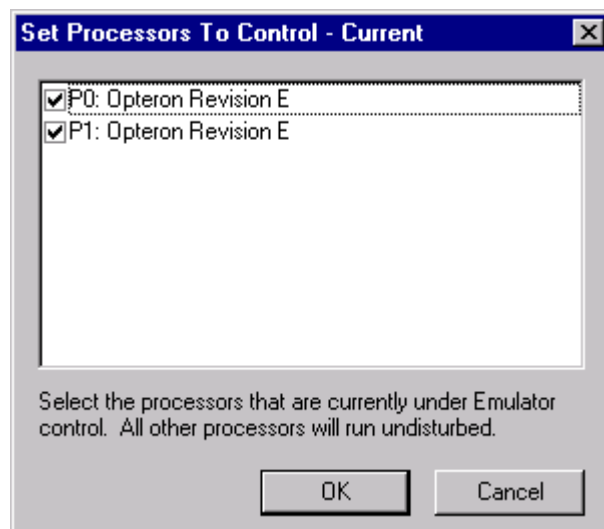 Set Processors To Control - Current
P0: Opteron Revision E
P1: Opteron Revision E
Select the processors that are currently under Emulator
control.  All other processors will run undisturbed.
OK
Cancel